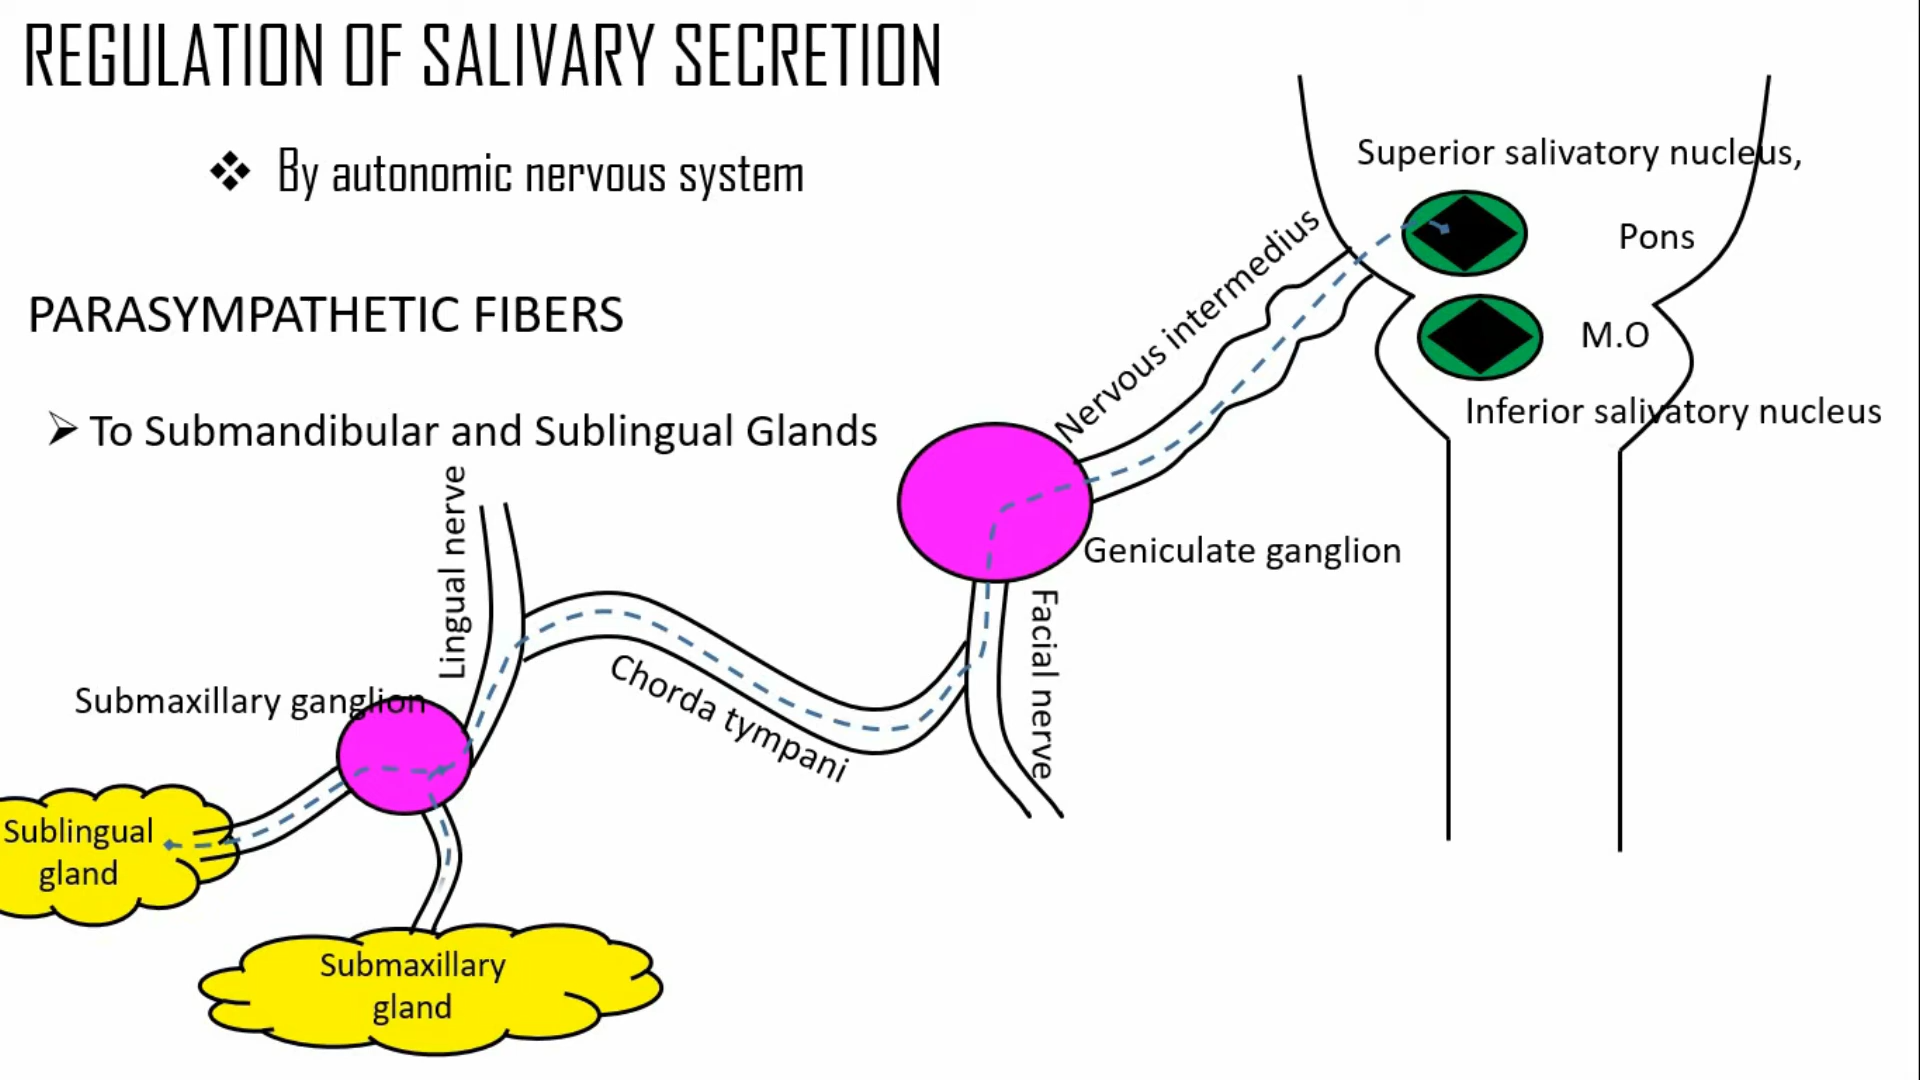 REGULATION OF SALIVARY SECRETION
❖ By autonomic nervous system
PARASYMPATHETIC FIBERS
➢ To Submandibular and Sublingual Glands
Superior salivatory nucleus,
Pons
M.O
Inferior salivatory nucleus
Nervous intermedius
Geniculate ganglion
Facial nerve
Chorda tympani
Lingual nerve
Submaxillary ganglion
Sublingual
gland
Submaxillary
gland